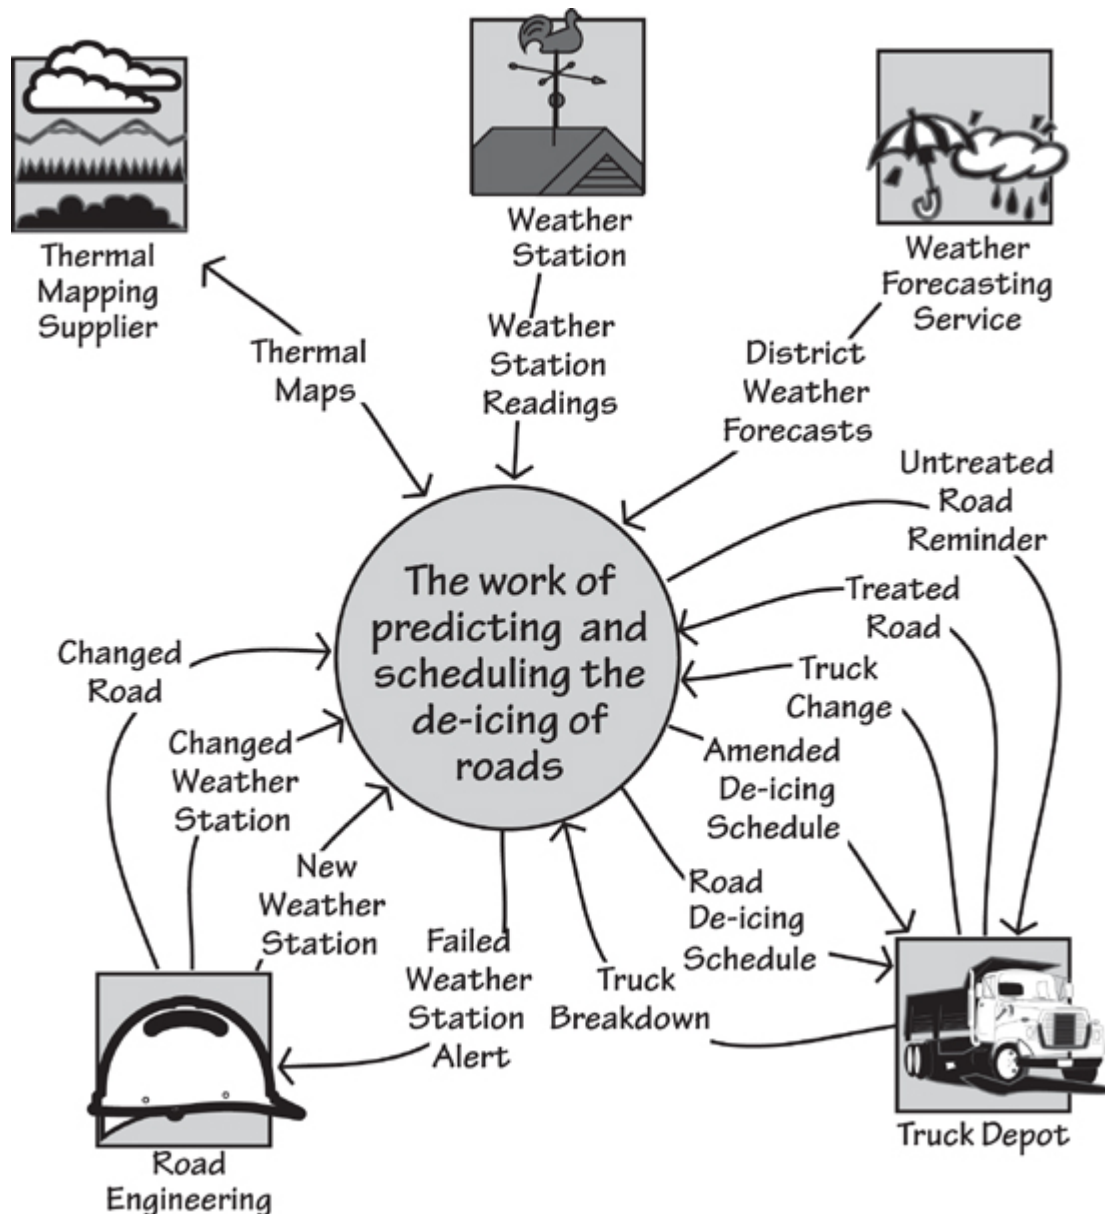 Thermal
Mapping
Supplier
Weather
Station
Weather
Forecasting
Service
Thermal
Maps
Weather
Station
Readings
District
Weather
Forecasts
Untreated
Road
Reminder
The work of
predicting and
scheduling the
de-icing of
roads
Treated
Road
Truck
Change
Changed
Road
Changed
Weather
Station
New
Weather
Station
Amended
De-icing
Schedule
Road
De-icing
Schedule
Failed
Weather
Station
Alert
Truck
Breakdown
Road
Engineering
Truck Depot